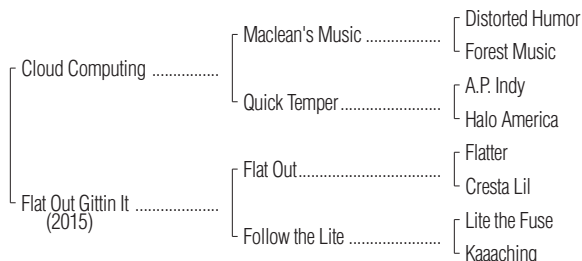 Distorted Humor
Maclean's Music ....................
Forest Music
Cloud Computing ..................
A.P. Indy
Quick Temper ...........................
Halo America
Flatter
Flat Out .....................................
Cresta Lil
Flat Out Gittin It .......................
(2015)
Lite the Fuse
Follow the Lite .........................
Kaaaching